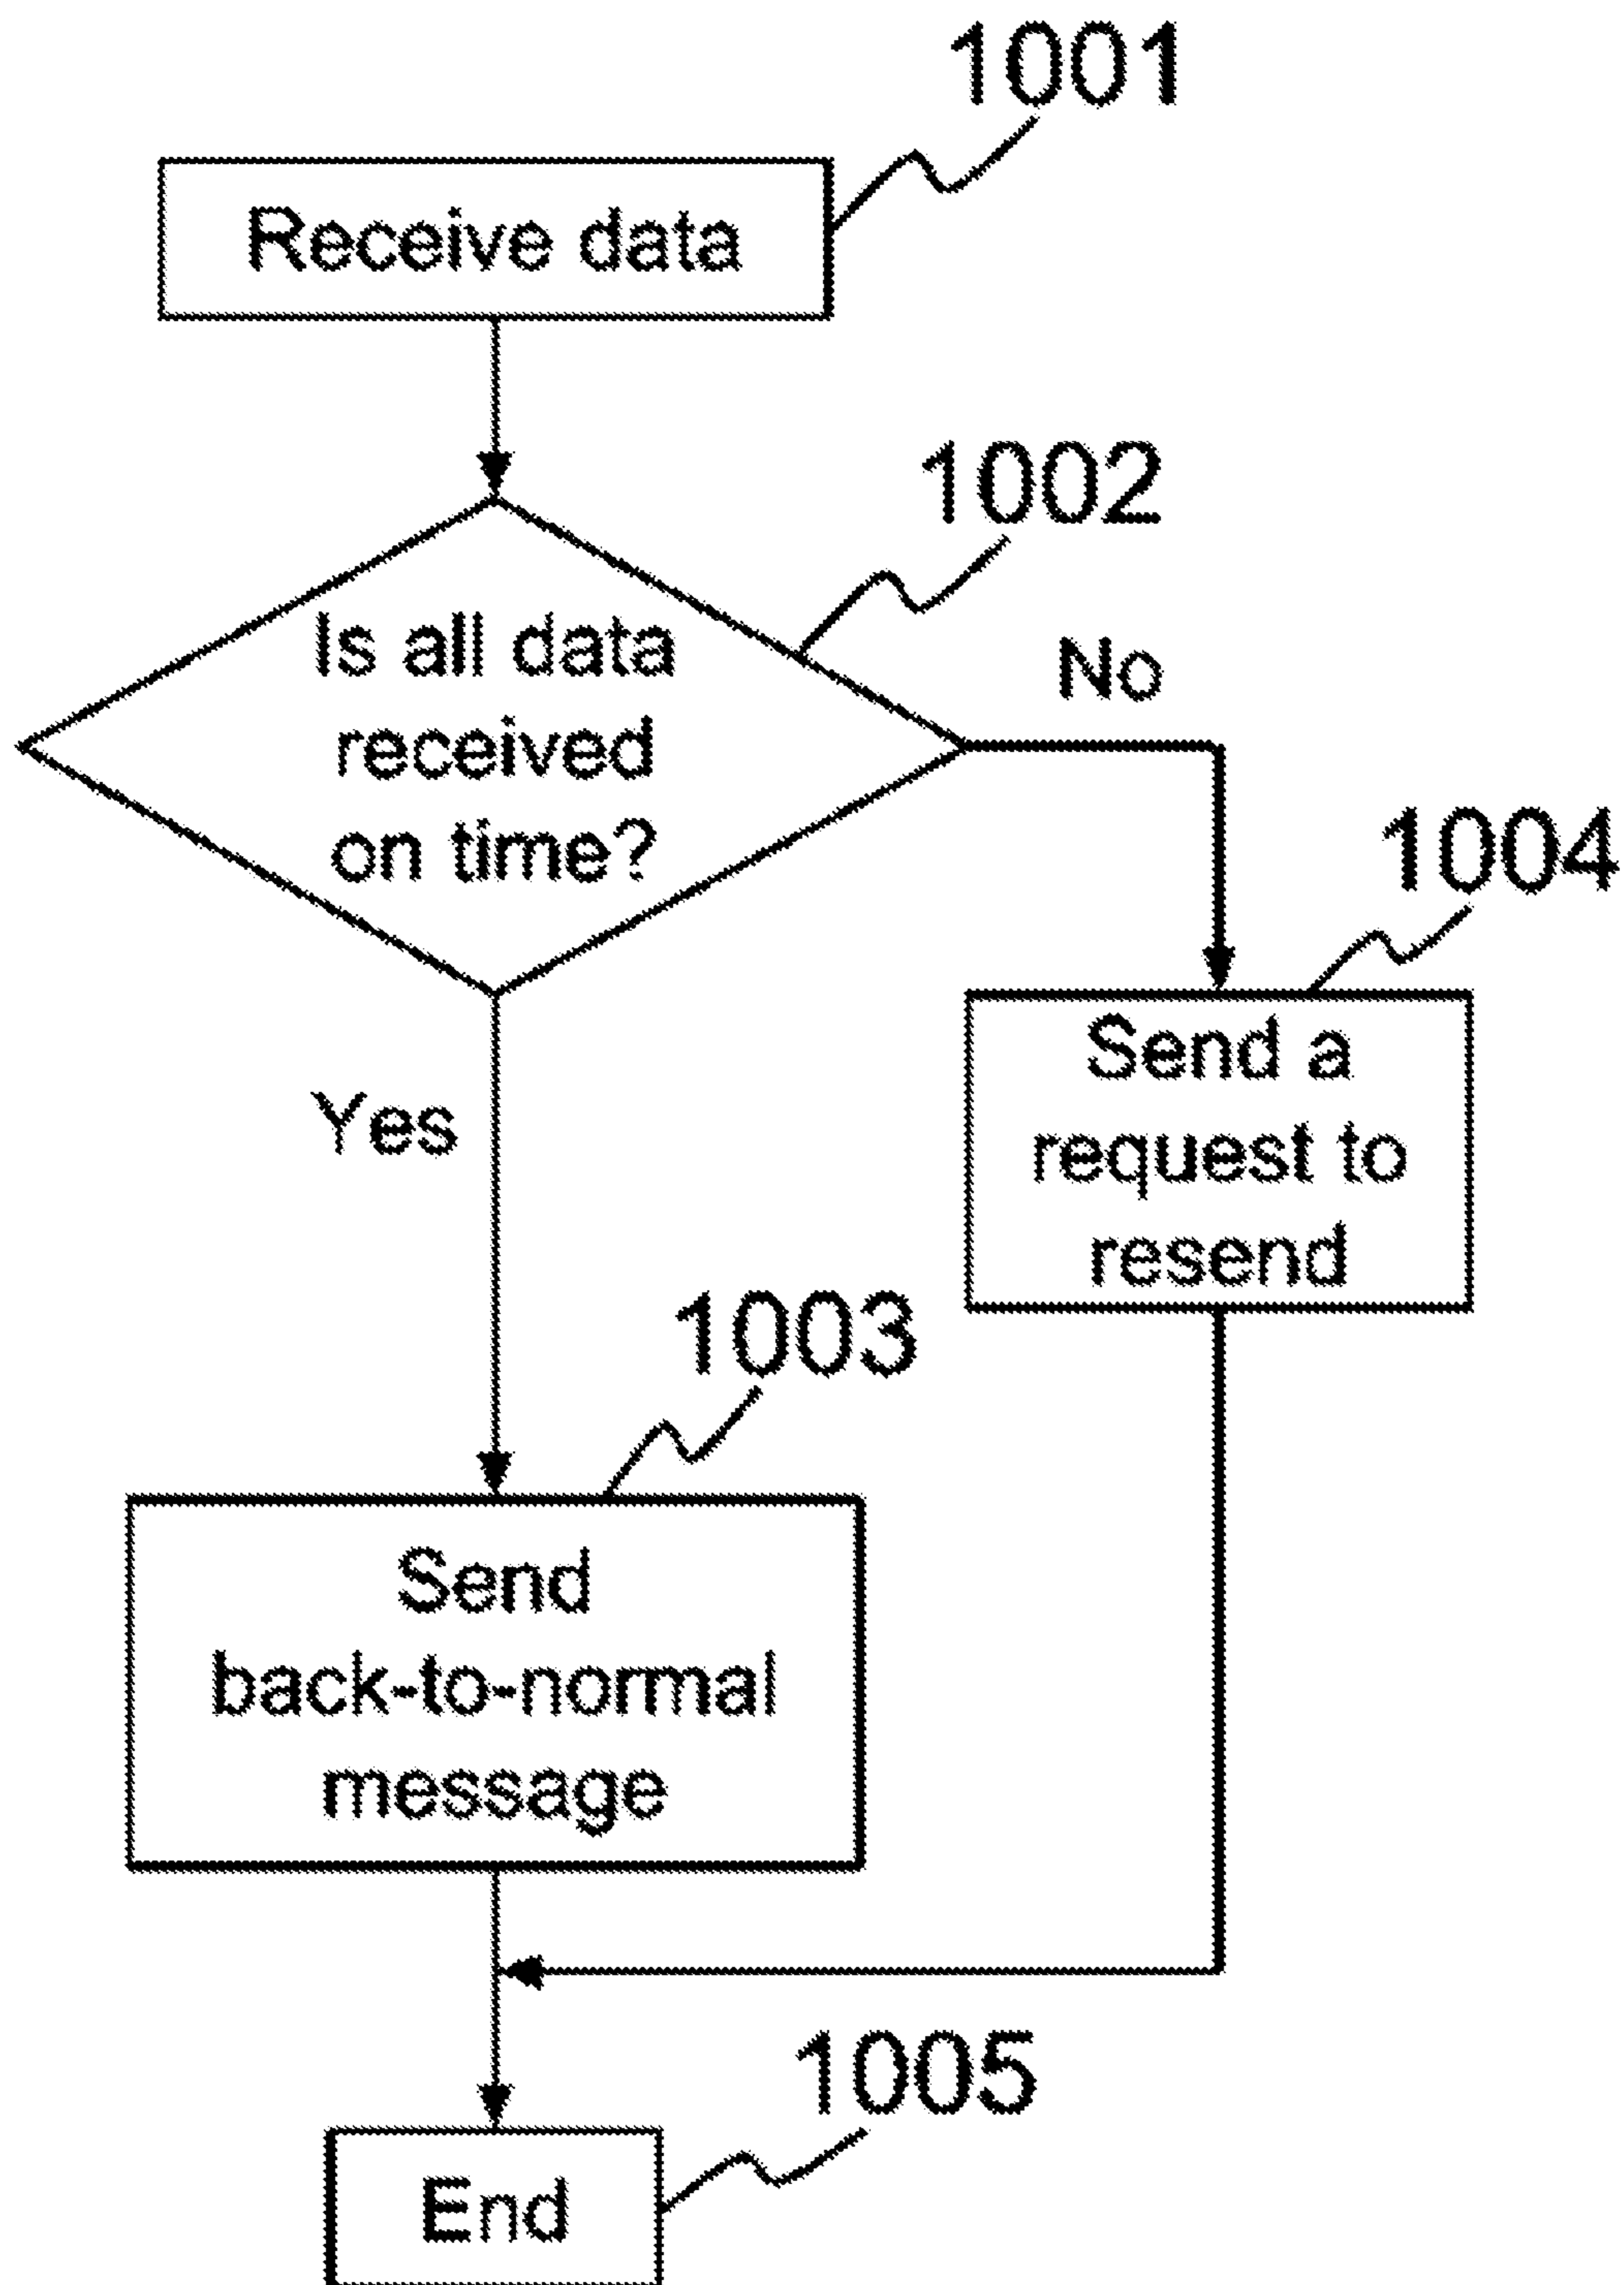 1001
Receive data
1002
Is all data
received
on time?
No
1004
Send a
request to
resend
Yes
1003
Send
back-to-normal
message
1005
End